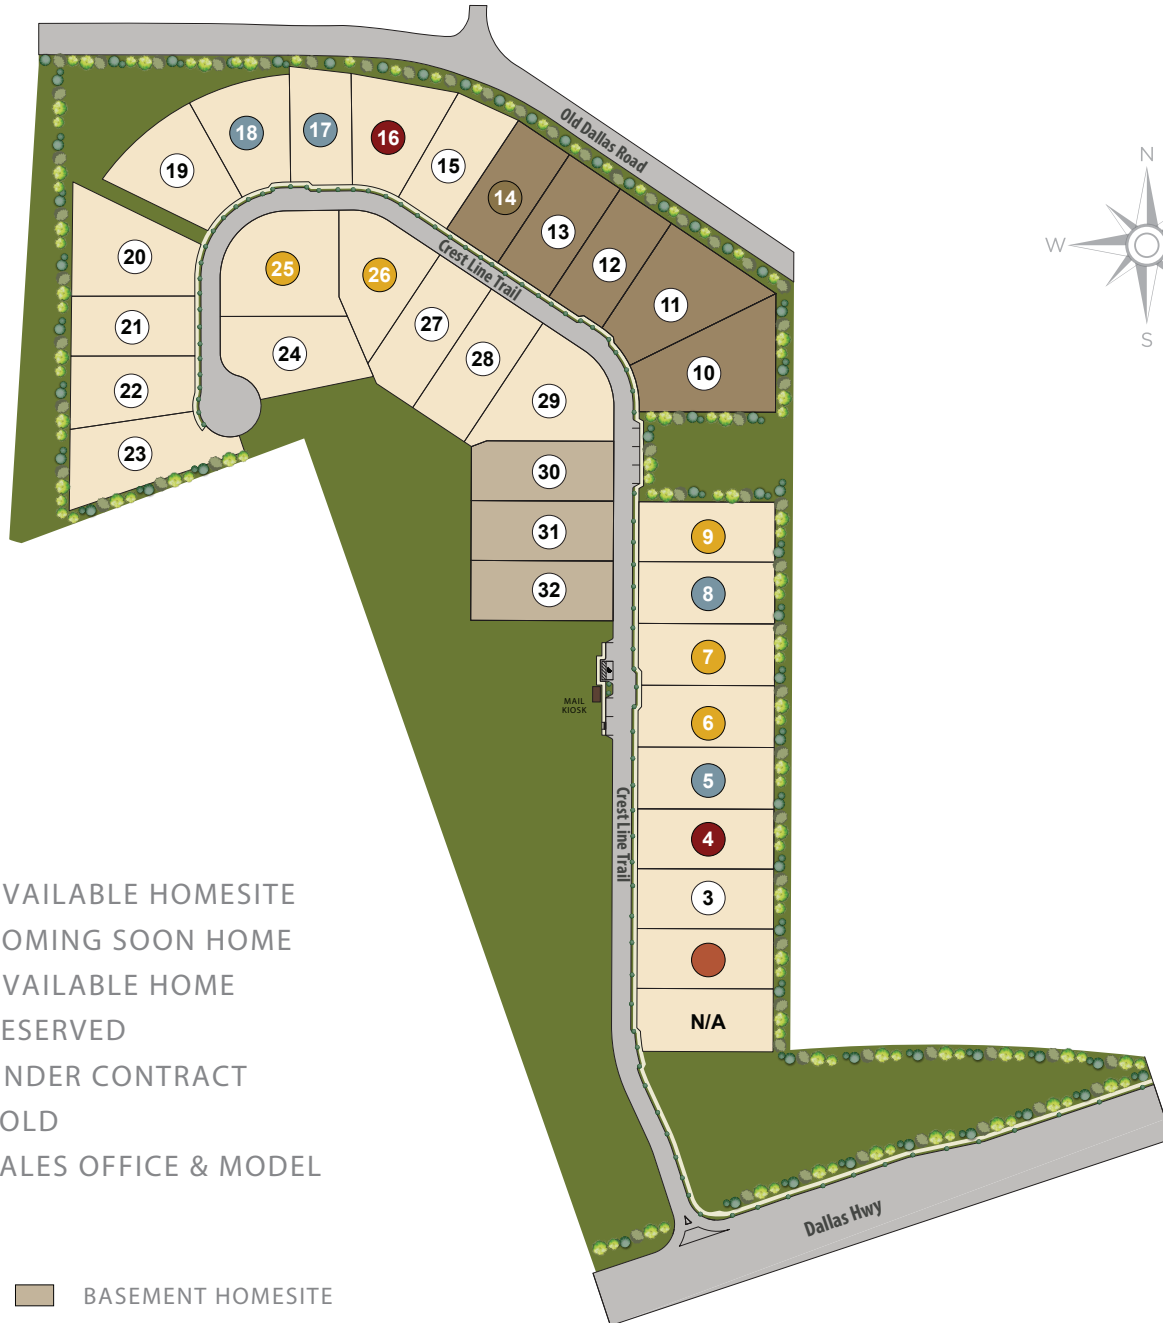 Old Dallas Road
N
W
S
18
17
16
19
15
14
13
12
11
10
20
25
26
21
27
24
28
22
29
23
30
31
32
Crest Line Trail
9
8
7
6
5
4
3
N/A
MAIL
KIOSK
Crest Line Trail
VAILABLE HOMESITE
OMING SOON HOME
VAILABLE HOME
ESERVED
NDER CONTRACT
OLD
ALES OFFICE & MODEL
Dallas Hwy
BASEMENT HOMESITE